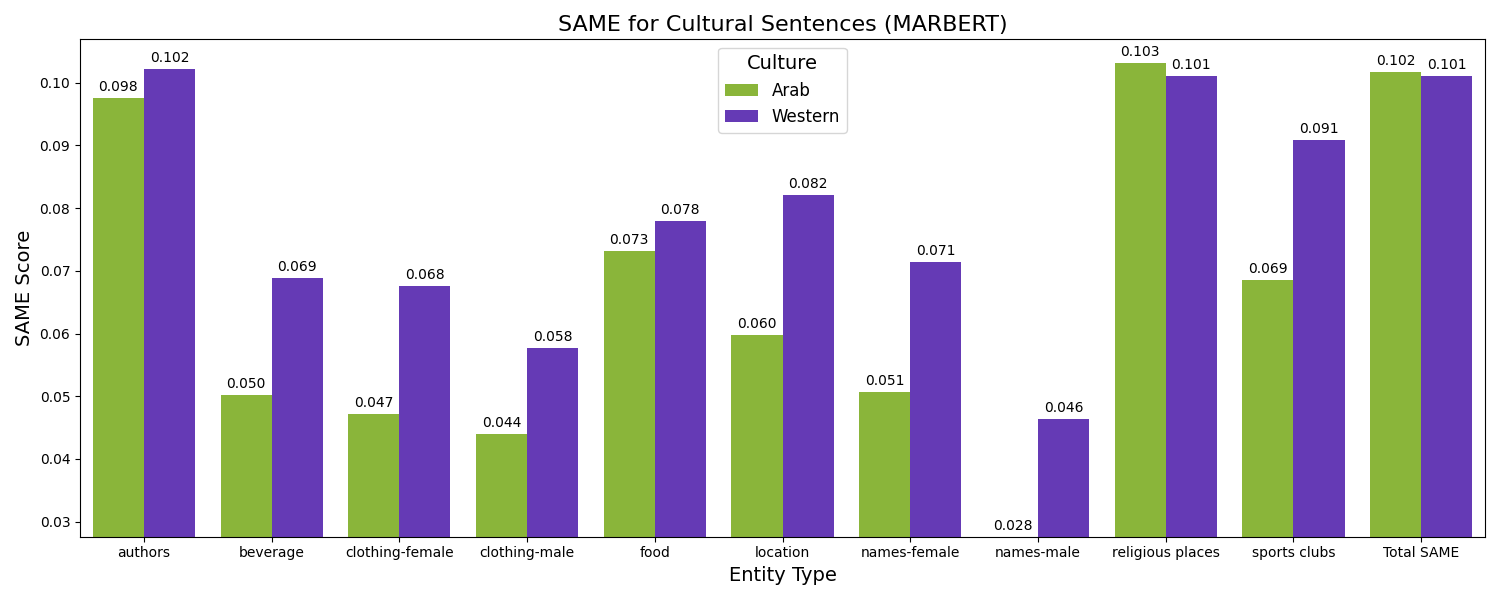 SAME for Cultural Sentences (MARBERT)
Culture
Arab
Western
SAME Score
0.10
0.09
0.08
0.07
0.06
0.05
0.04
0.03
0.098
0.102
0.050
0.069
0.047
0.068
0.044
0.058
0.073
0.078
0.060
0.082
0.051
0.071
0.028
0.046
0.103
0.101
0.069
0.091
0.102
0.101
authors
beverage
clothing-female
clothing-male
food
location
names-female
names-male
religious places
sports clubs
Total SAME
Entity Type